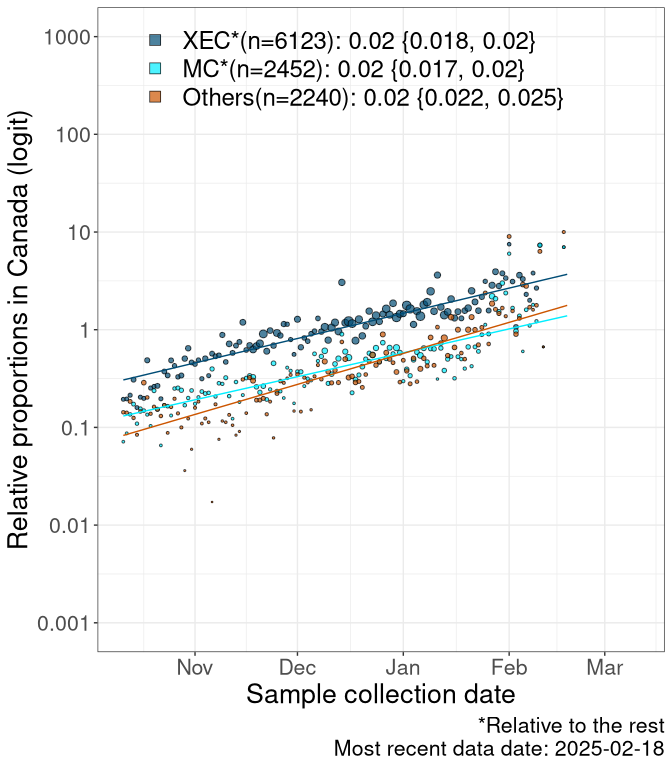 XEC*(n=6123): 0.02 {0.018, 0.02}
MC*(n=2452): 0.02 {0.017, 0.02}
Others(n=2240): 0.02 {0.022, 0.025}
Relative proportions in Canada (logit)
1000
100
10
1
0.1
0.01
0.001
Nov Dec Jan Feb Mar
Sample collection date
*Relative to the rest
Most recent data date: 2025-02-18